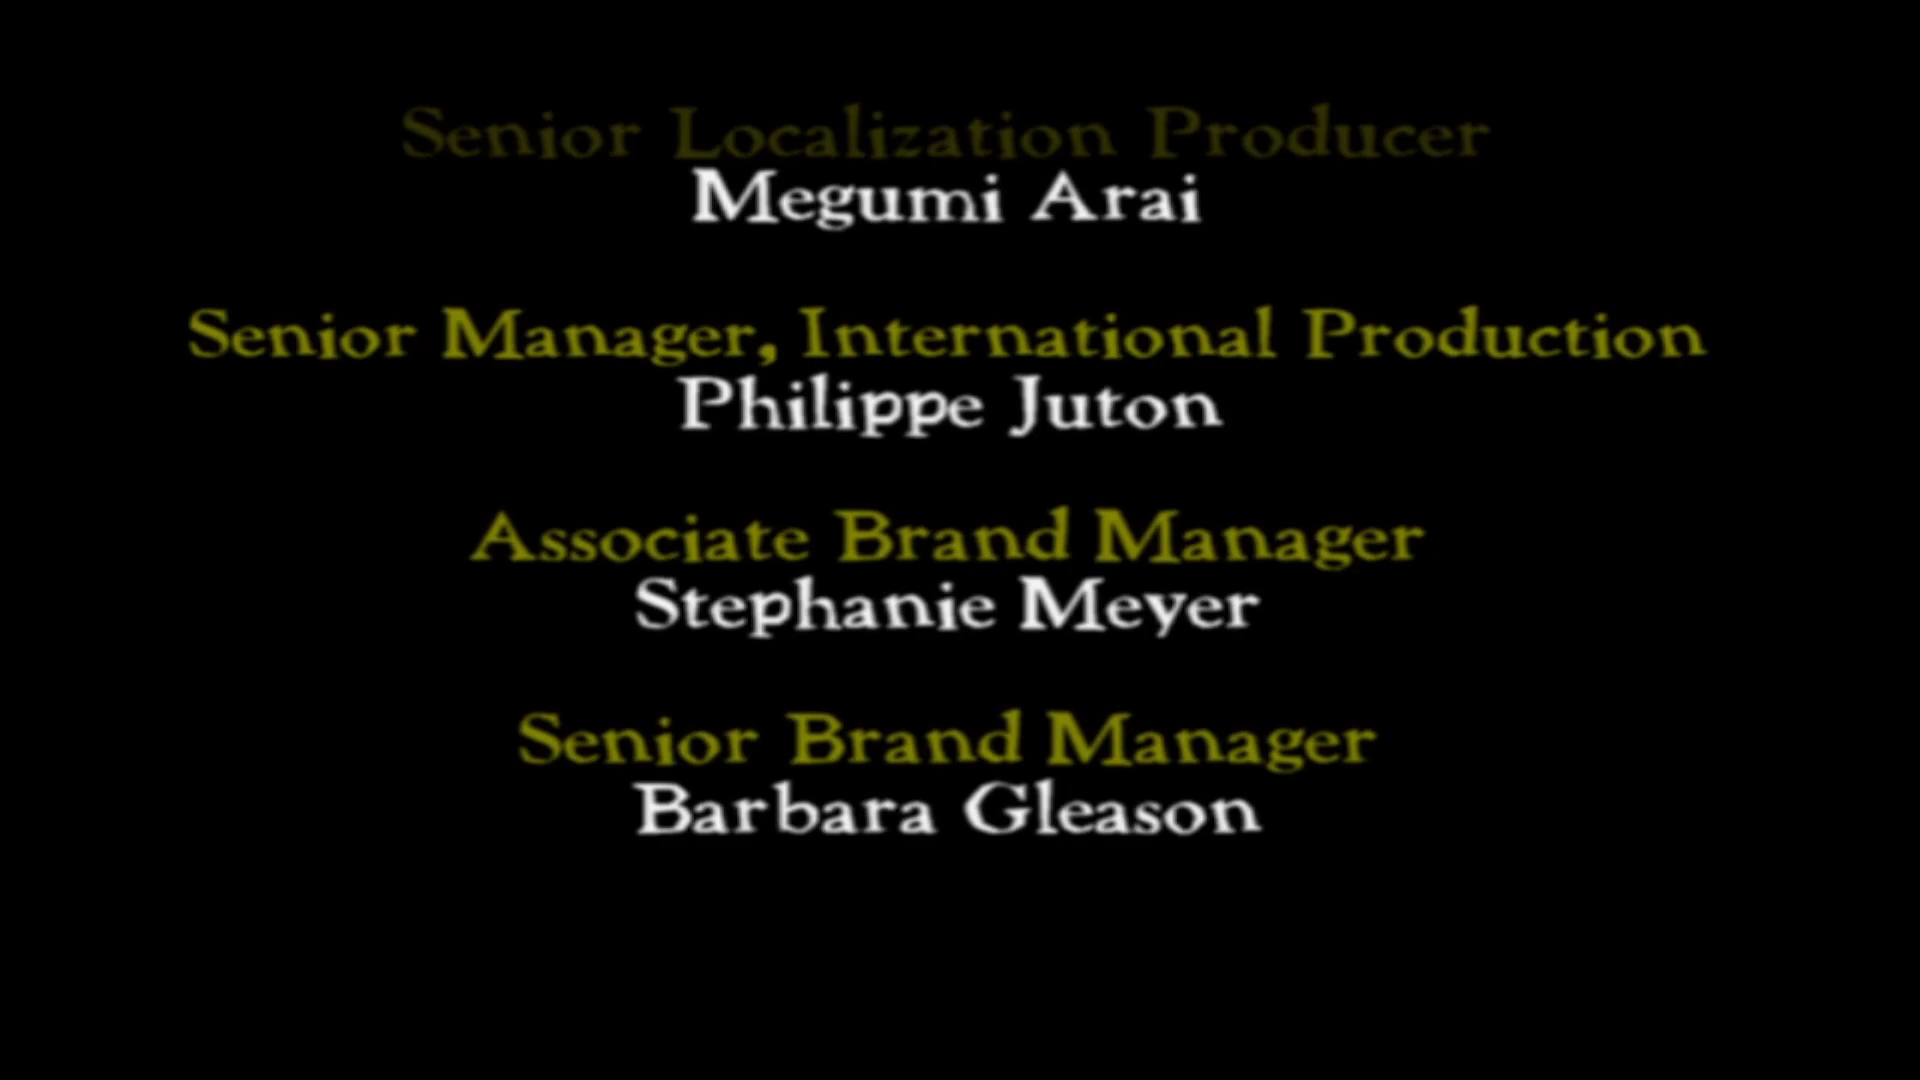 Senior Localization Producer
Megumi Arai
Senior Manager, International Production
Philippe Juton
Associate Brand Manager
Stephanie Meyer
Senior Brand Manager
Barbara Gleason